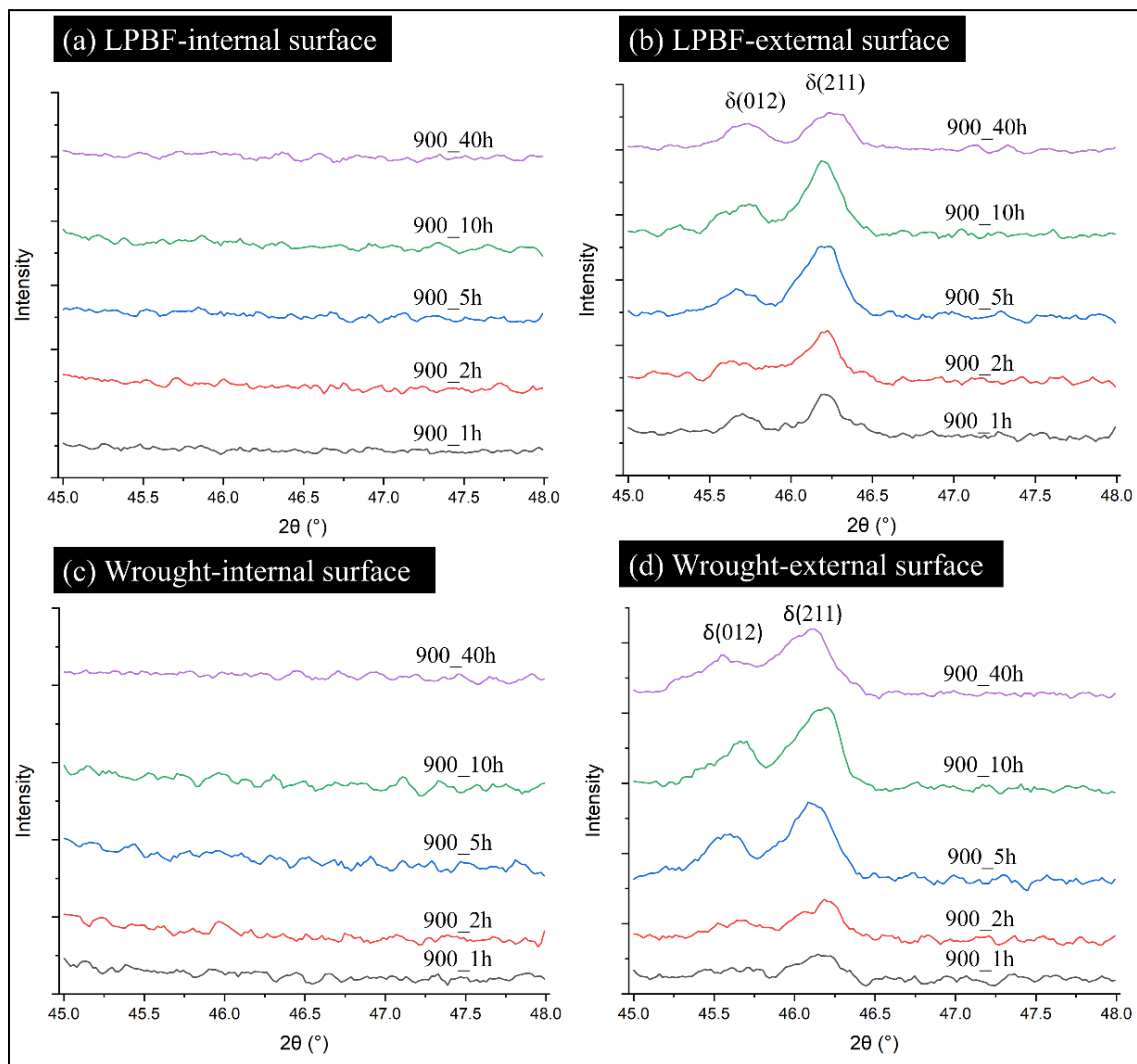 (a) LPBF-internal surface
900_40h
900_10h
900_5h
900_2h
900_1h
Intensity
45.0 45.5 46.0 46.5 47.0 47.5 48.0
2θ (°)
(b) LPBF-external surface
δ(012)
δ(211)
900_40h
900_10h
900_5h
900_2h
900_1h
Intensity
45.0 45.5 46.0 46.5 47.0 47.5 48.0
2θ (°)
(c) Wrought-internal surface
900_40h
900_10h
900_5h
900_2h
900_1h
Intensity
45.0 45.5 46.0 46.5 47.0 47.5 48.0
2θ (°)
(d) Wrought-external surface
δ(012)
δ(211)
900_40h
900_10h
900_5h
900_2h
900_1h
Intensity
45.0 45.5 46.0 46.5 47.0 47.5 48.0
2θ (°)